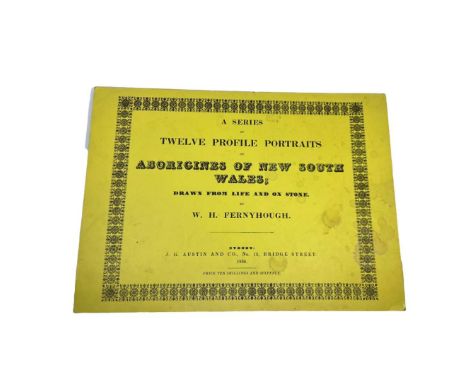 A SERIES
OF
TWELVE PROFILE PORTRAITS
OF
ABORIGINES OF NEW SOUTH
WALES;
DRAWN FROM LIFE AND ON STONE.
BY
W. H. FERNYHOUGH.
SYDNEY:
J. G. AUSTIN AND CO., No. 12, BRIDGE STREET
1836.
PRICE TEN SHILLINGS AND SIXPENCE.